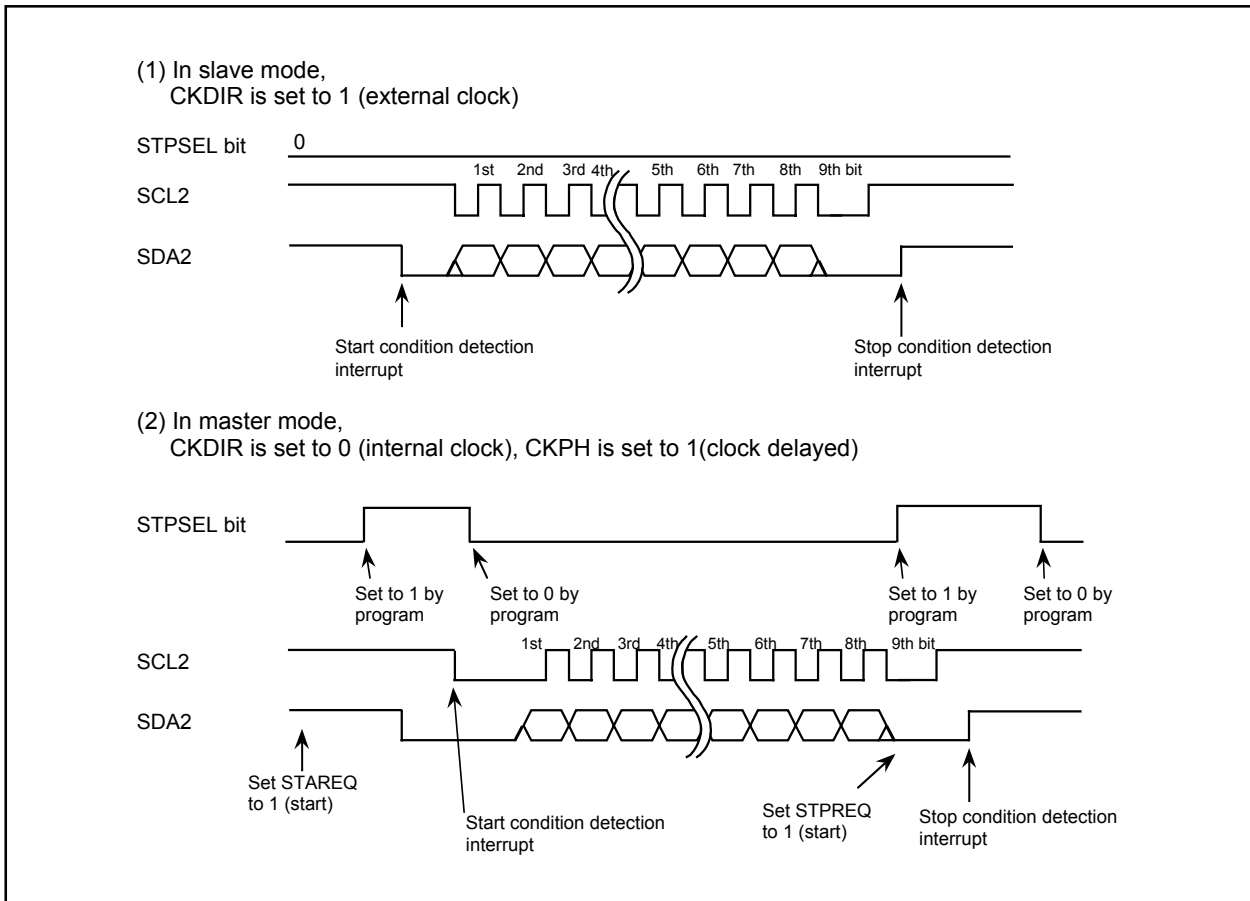 (1) In slave mode,
CKDIR is set to 1 (external clock)
STPSEL bit
0
1st 2nd 3rd 4th 5th 6th 7th 8th 9th bit
SCL2
SDA2
Start condition detection
interrupt
Stop condition detection
interrupt
(2) In master mode,
CKDIR is set to 0 (internal clock), CKPH is set to 1(clock delayed)
STPSEL bit
Set to 1 by
program
Set to 0 by
program
Set to 1 by
program
Set to 0 by
program
1st 2nd 3rd 4th 5th 6th 7th 8th 9th bit
SCL2
SDA2
Set STAREQ
to 1 (start)
Start condition detection
interrupt
Set STPREQ
to 1 (start)
Stop condition detection
interrupt